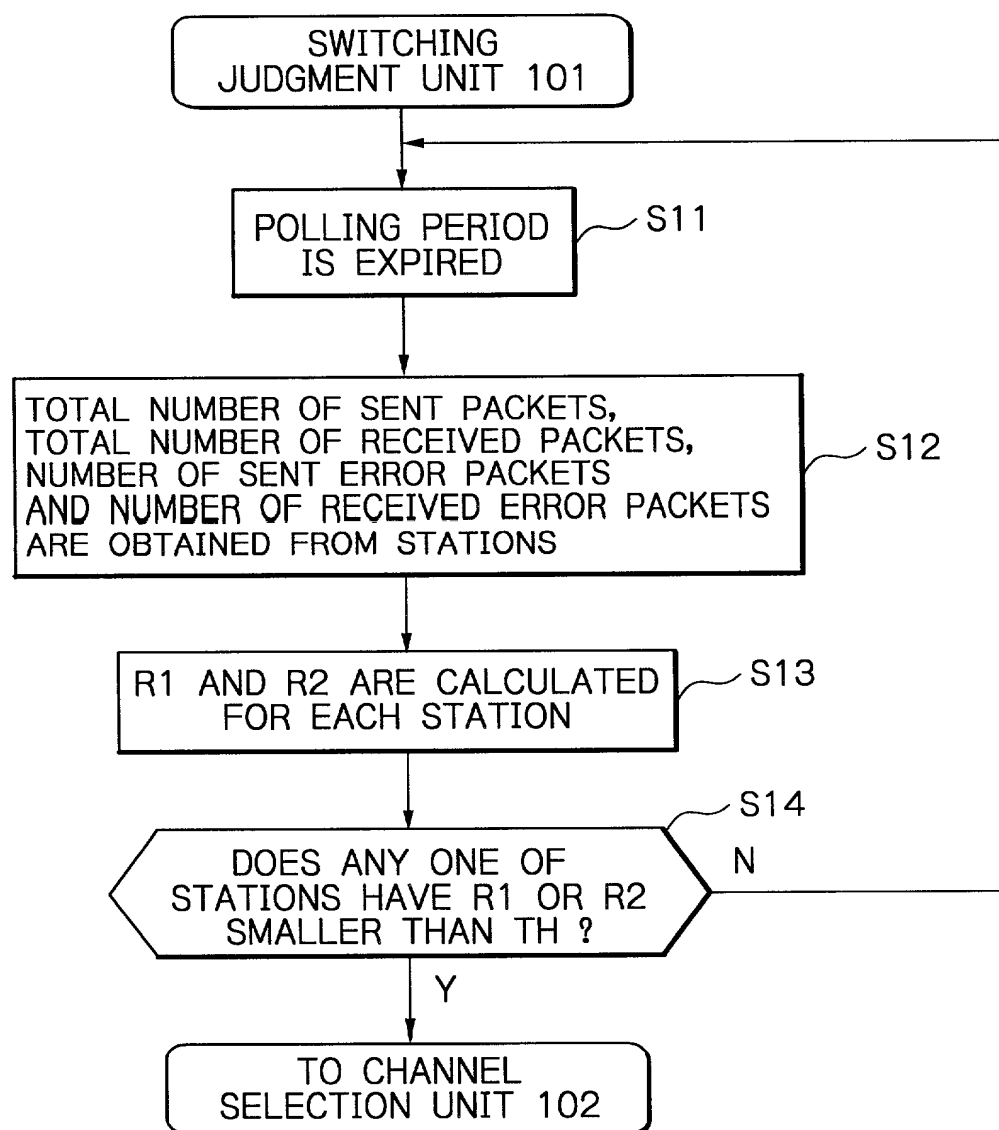 SWITCHING
JUDGMENT UNIT 101
POLLING PERIOD
IS EXPIRED
S11
TOTAL NUMBER OF SENT PACKETS,
TOTAL NUMBER OF RECEIVED PACKETS,
NUMBER OF SENT ERROR PACKETS
AND NUMBER OF RECEIVED ERROR PACKETS
ARE OBTAINED FROM STATIONS
S12
R1 AND R2 ARE CALCULATED
FOR EACH STATION
S13
S14
DOES ANY ONE OF
STATIONS HAVE R1 OR R2
SMALLER THAN TH ?
N
Y
TO CHANNEL
SELECTION UNIT 102